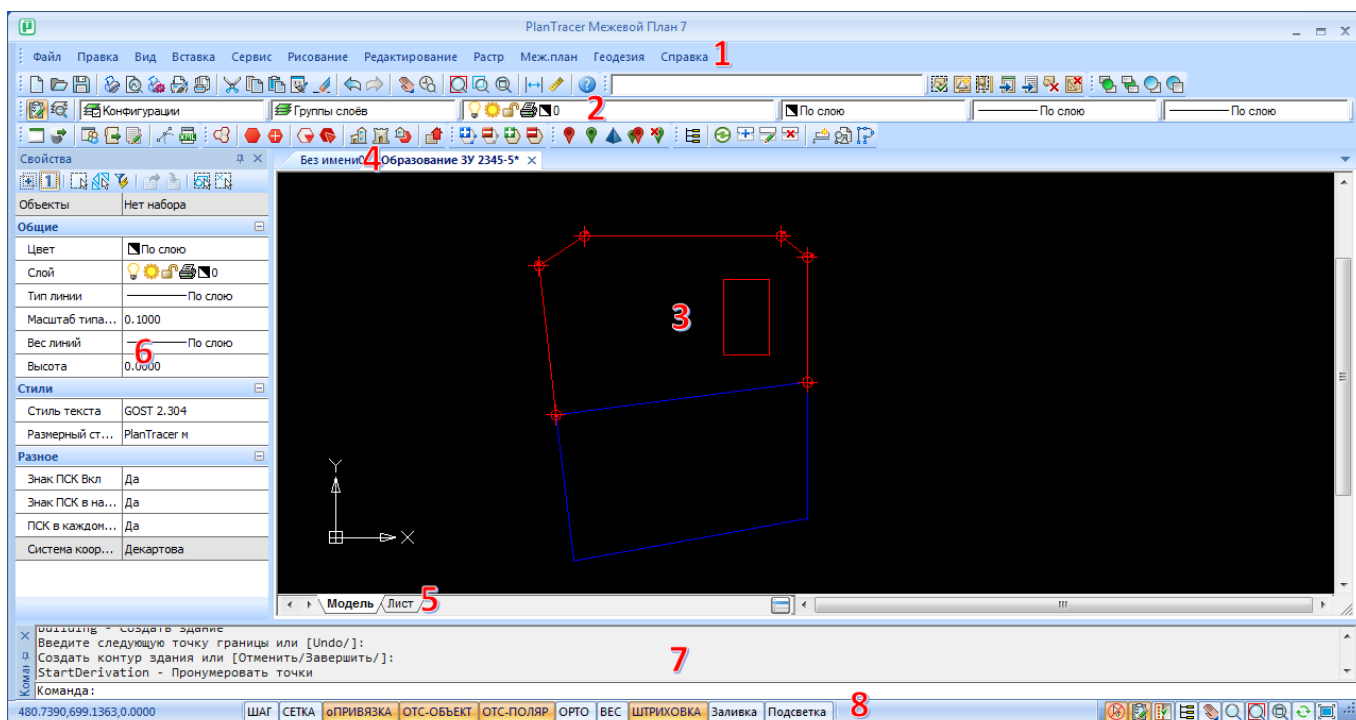 PlanTracer Межевой План 7
Файл Правка Вид Вставка Сервис Рисование Редактирование Растр Меж.план Геодезия Справка 1
Конфигурации Группы слоёв 0 2 По слою По слою По слою
Свойства
Без имени0 4 Образование ЗУ 2345-5*
Объекты Нет набора
Общие
Цвет По слою
Слой 0
Тип линии По слою
Масштаб типа... 0.1000
Вес линий По слою
6
Высота 0.0000
Стили
Стиль текста GOST 2.304
Размерный ст... PlanTracer м
Разное
Знак ПСК Вкл Да
Знак ПСК в на... Да
ПСК в каждом... Да
Система коор... Декартова
3
Y
X
Модель Лист 5
Building - Создать здание
Введите следующую точку границы или [Undo/]:
Создать контур здания или [Отменить/Завершить/]:
StartDerivation - Пронумеровать точки
7
Команда:
480.7390,699.1363,0.0000 ШАГ СЕТКА оПРИВЯЗКА ОТС-ОБЪЕКТ ОТС-ПОЛЯР ОРТО ВЕС ШТРИХОВКА Заливка Подсветка 8